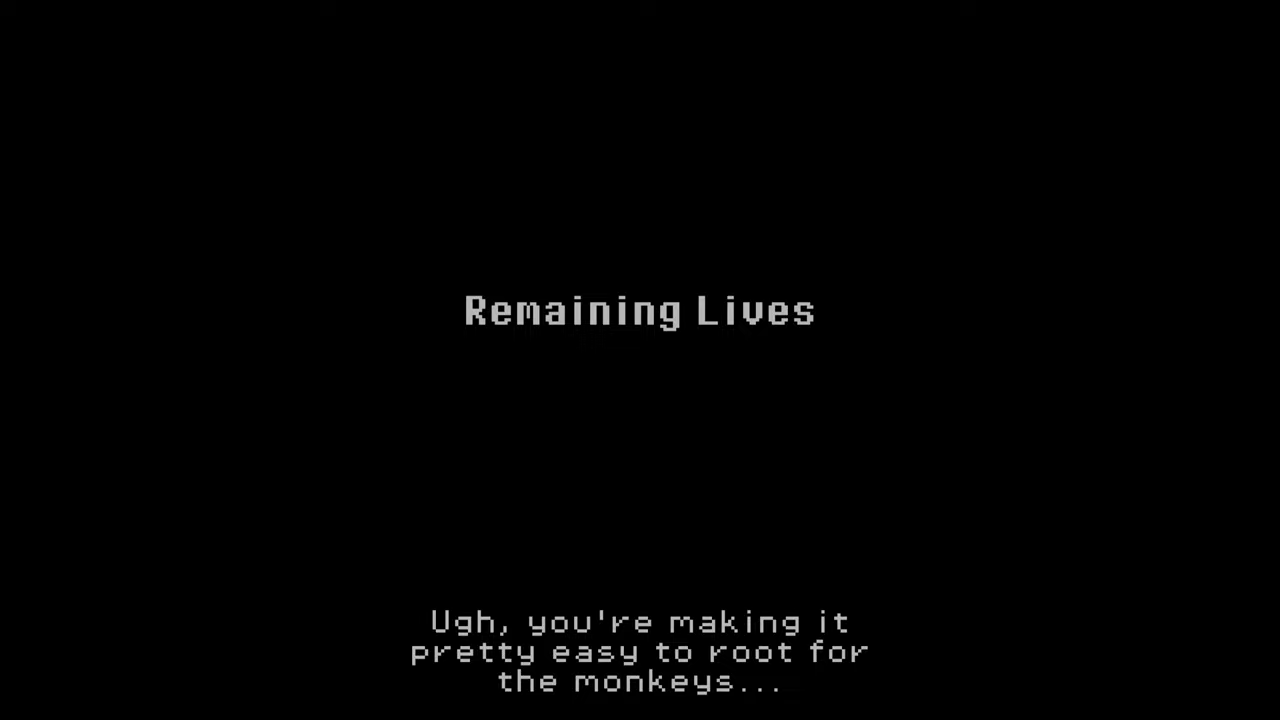 Remaining Lives
Ugh, you're making it
pretty easy to root for
the monkeys...